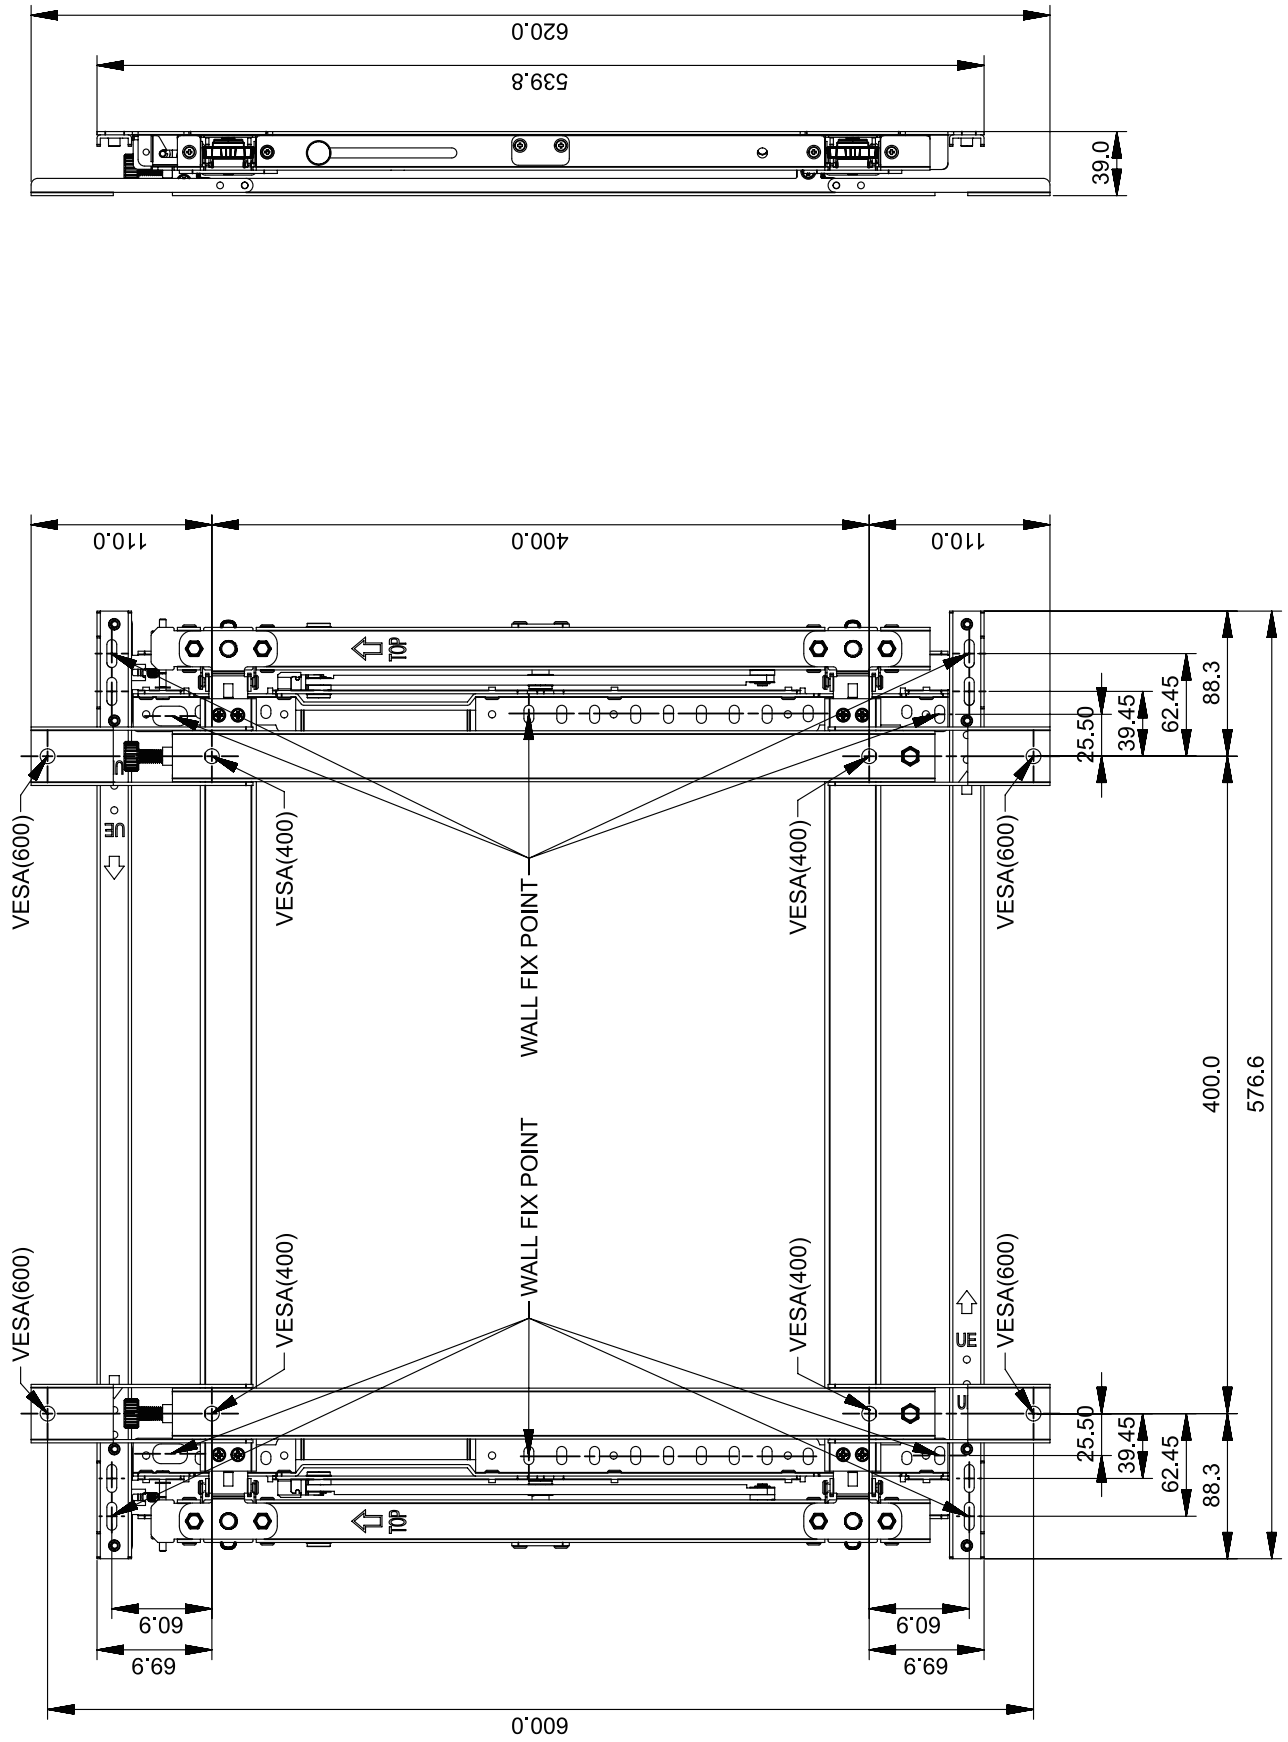 620.0
539.8
39.0
110.0
400.0
110.0
TOP
88.3
62.45
39.45
25.50
U
UE
VESA(600)
VESA(400)
VESA(400)
VESA(600)
WALL FIX POINT
400.0
576.6
WALL FIX POINT
VESA(600)
VESA(400)
VESA(400)
VESA(600)
UE
U
25.50
39.45
62.45
88.3
TOP
60.9
69.9
60.9
69.9
600.0